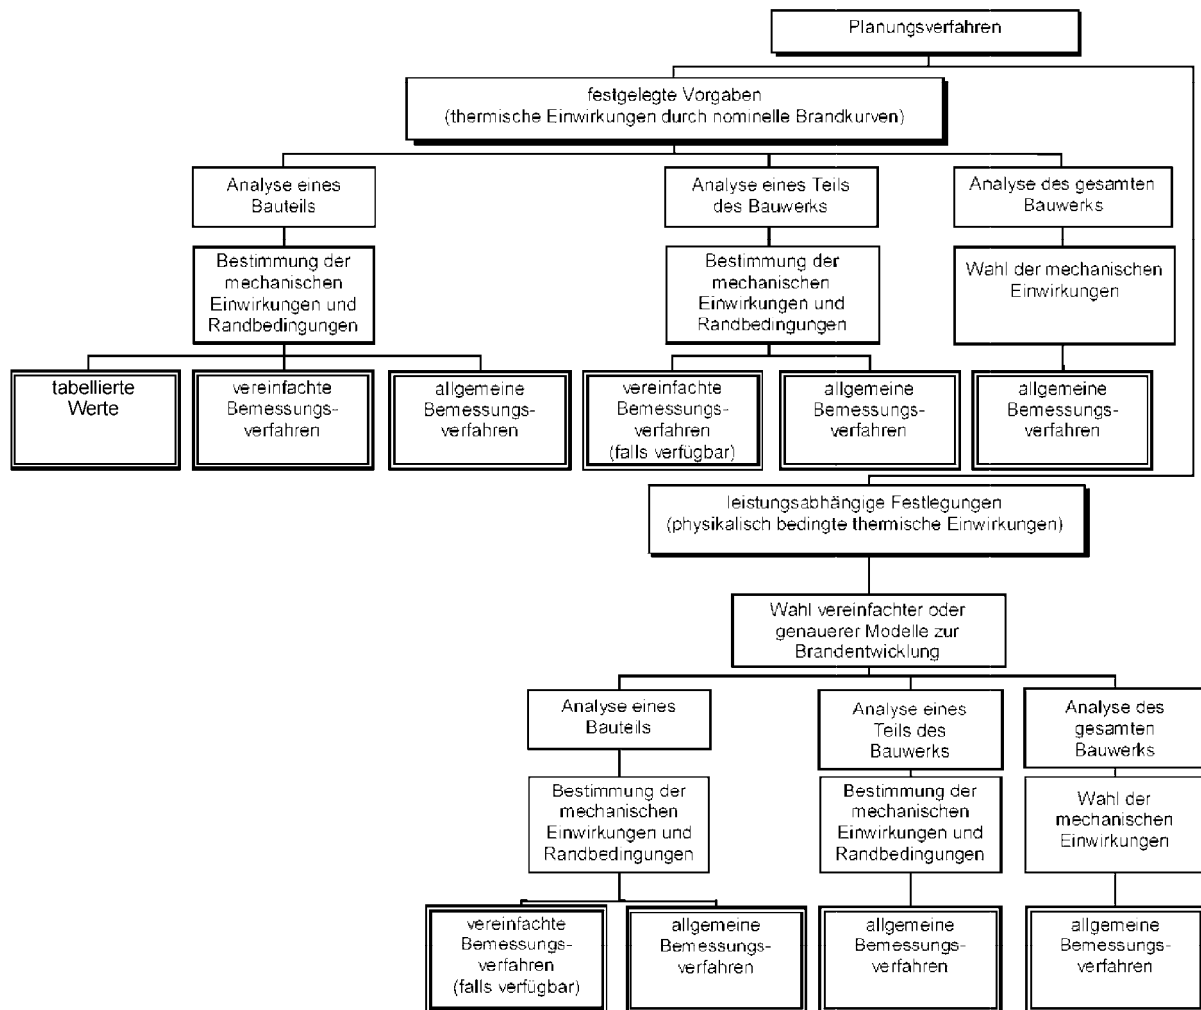 Planungsverfahren
festgelegte Vorgaben
(thermische Einwirkungen durch nominelle Brandkurven)
Analyse eines
Bauteils
Analyse eines Teils
des Bauwerks
Analyse des gesamten
Bauwerks
Bestimmung der
mechanischen
Einwirkungen und
Randbedingungen
Bestimmung der
mechanischen
Einwirkungen und
Randbedingungen
Wahl der mechanischen
Einwirkungen
tabellierte
Werte
vereinfachte
Bemessungs-
verfahren
allgemeine
Bemessungs-
verfahren
vereinfachte
Bemessungs-
verfahren
(falls verfügbar)
allgemeine
Bemessungs-
verfahren
allgemeine
Bemessungs-
verfahren
leistungsabhängige Festlegungen
(physikalisch bedingte thermische Einwirkungen)
Wahl vereinfachter oder
genauerer Modelle zur
Brandentwicklung
Analyse eines
Bauteils
Analyse eines
Teils des
Bauwerks
Analyse des
gesamten
Bauwerks
Bestimmung der
mechanischen
Einwirkungen und
Randbedingungen
Bestimmung der
mechanischen
Einwirkungen und
Randbedingungen
Wahl der
mechanischen
Einwirkungen
vereinfachte
Bemessungs-
verfahren
(falls verfügbar)
allgemeine
Bemessungs-
verfahren
allgemeine
Bemessungs-
verfahren
allgemeine
Bemessungs-
verfahren